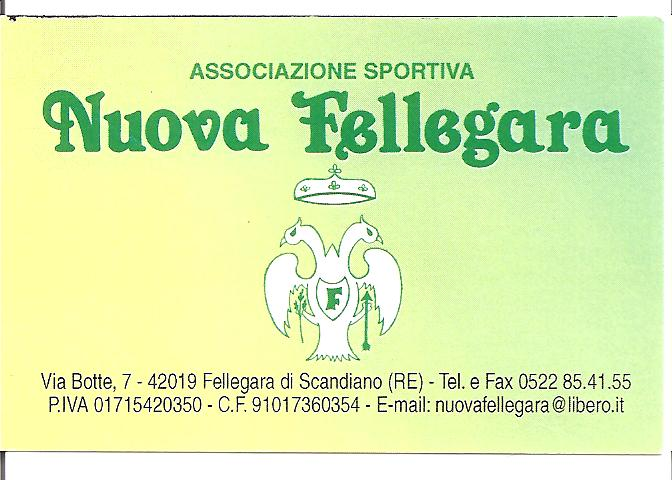 ASSOCIAZIONE SPORTIVA
Nuova Fellegara
F
Via Botte, 7 - 42019 Fellegara di Scandiano (RE) - Tel. e Fax 0522 85.41.55
P.IVA 01715420350 - C.F. 91017360354 - E-mail: nuovafellegara@libero.it